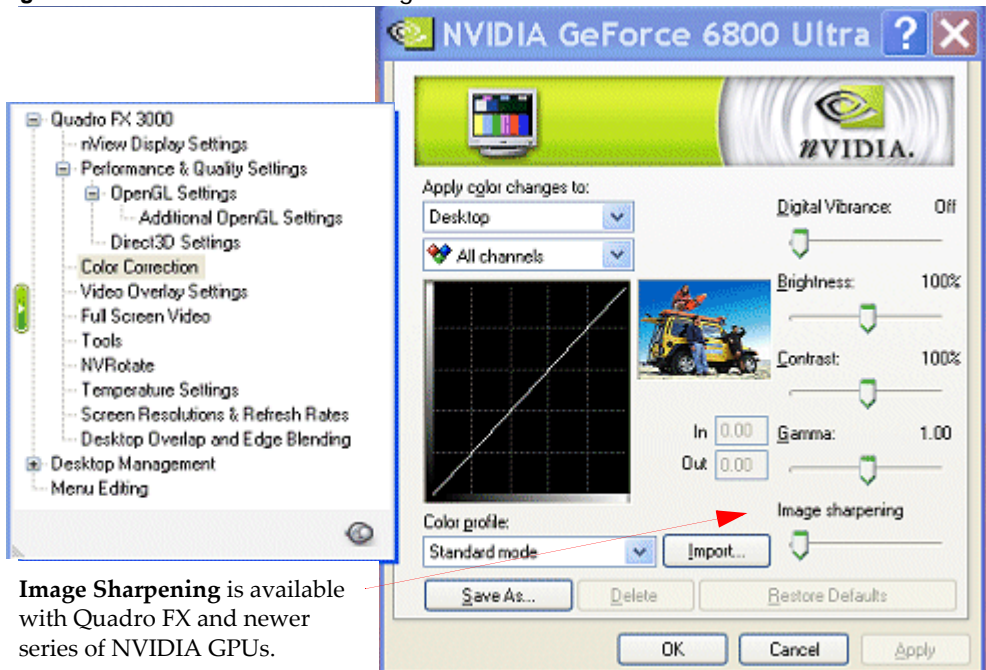 NVIDIA GeForce 6800 Ultra
Quadro FX 3000
nView Display Settings
Performance & Quality Settings
OpenGL Settings
Additional OpenGL Settings
Direct3D Settings
Color Correction
Video Overlay Settings
Full Screen Video
Tools
NVRotate
Temperature Settings
Screen Resolutions & Refresh Rates
Desktop Overlap and Edge Blending
Desktop Management
Menu Editing
Image Sharpening is available
with Quadro FX and newer
series of NVIDIA GPUs.
NVIDIA.
Apply color changes to:
Desktop
All channels
Digital Vibrance: Off
Brightness: 100%
Contrast: 100%
In 0.00
Out 0.00
Gamma: 1.00
Image sharpening
Color profile:
Standard mode
Import...
Save As...
Delete
Restore Defaults
OK
Cancel
Apply